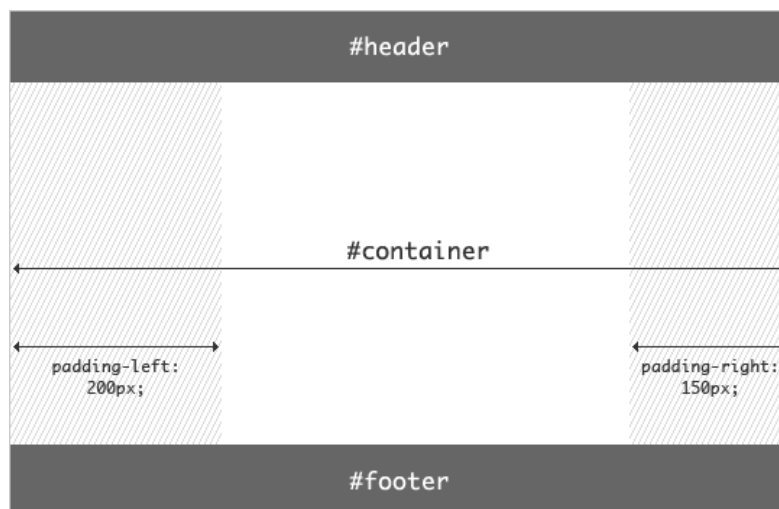 #header
#container
padding-left:
200px;
padding-right:
150px;
#footer